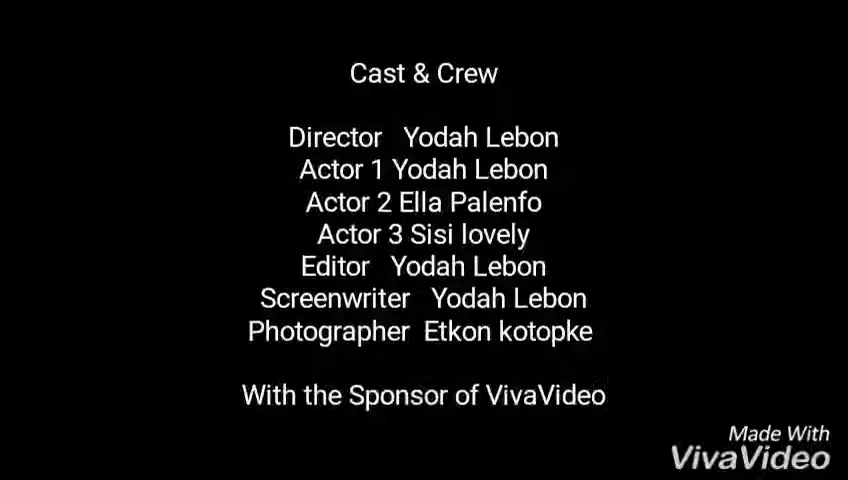 Cast & Crew
Director Yodah Lebon
Actor 1 Yodah Lebon
Actor 2 Ella Palenfo
Actor 3 Sisi lovely
Editor Yodah Lebon
Screenwriter Yodah Lebon
Photographer Etkon kotopke
With the Sponsor of VivaVideo
Made With
VivaVideo